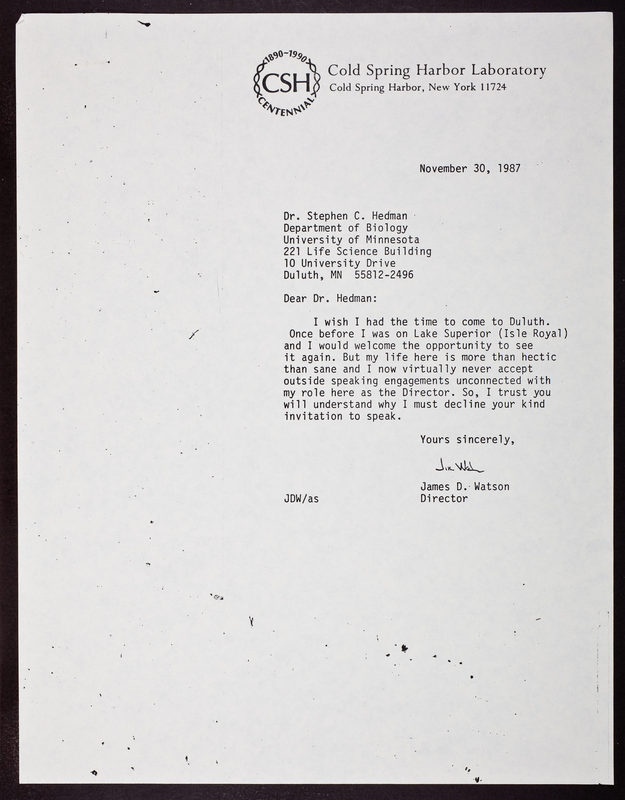 1890-1990
CSH
CENTENNIAL
Cold Spring Harbor Laboratory
Cold Spring Harbor, New York 11724
November 30, 1987
Dr. Stephen C. Hedman
Department of Biology
University of Minnesota
221 Life Science Building
10 University Drive
Duluth, MN 55812-2496
Dear Dr. Hedman:
I wish I had the time to come to Duluth.
Once before I was on Lake Superior (Isle Royal)
and I would welcome the opportunity to see
it again. But my life here is more than hectic
than sane and I now virtually never accept
outside speaking engagements unconnected with
my role here as the Director. So, I trust you
will understand why I must decline your kind
invitation to speak.
Yours sincerely,
James D. Watson
JDW/as Director